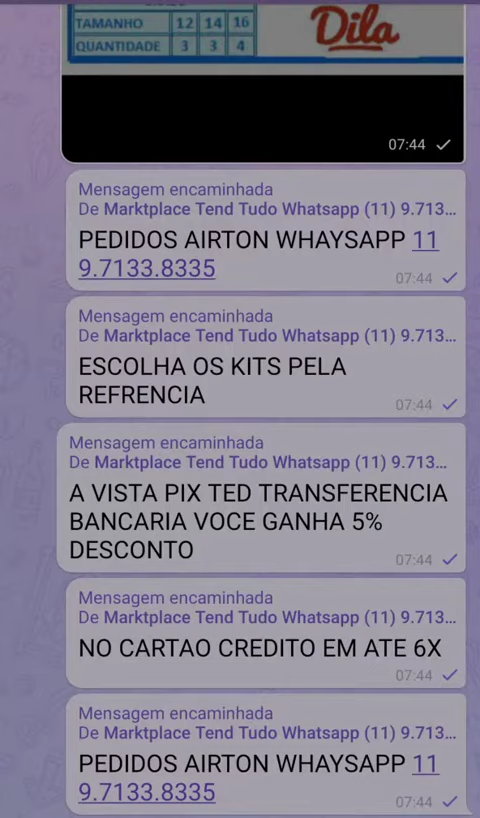 TAMANHO 12 14 16
QUANTIDADE 3 3 4
Dila
07:44
Mensagem encaminhada
De Marktplace Tend Tudo Whatsapp (11) 9.713...
PEDIDOS AIRTON WHAYSAPP 11
9.7133.8335
07:44
Mensagem encaminhada
De Marktplace Tend Tudo Whatsapp (11) 9.713...
ESCOLHA OS KITS PELA
REFRENCIA
07:44
Mensagem encaminhada
De Marktplace Tend Tudo Whatsapp (11) 9.713...
A VISTA PIX TED TRANSFERENCIA
BANCARIA VOCE GANHA 5%
DESCONTO
07:44
Mensagem encaminhada
De Marktplace Tend Tudo Whatsapp (11) 9.713...
NO CARTAO CREDITO EM ATE 6X
07:44
Mensagem encaminhada
De Marktplace Tend Tudo Whatsapp (11) 9.713...
PEDIDOS AIRTON WHAYSAPP 11
9.7133.8335
07:44